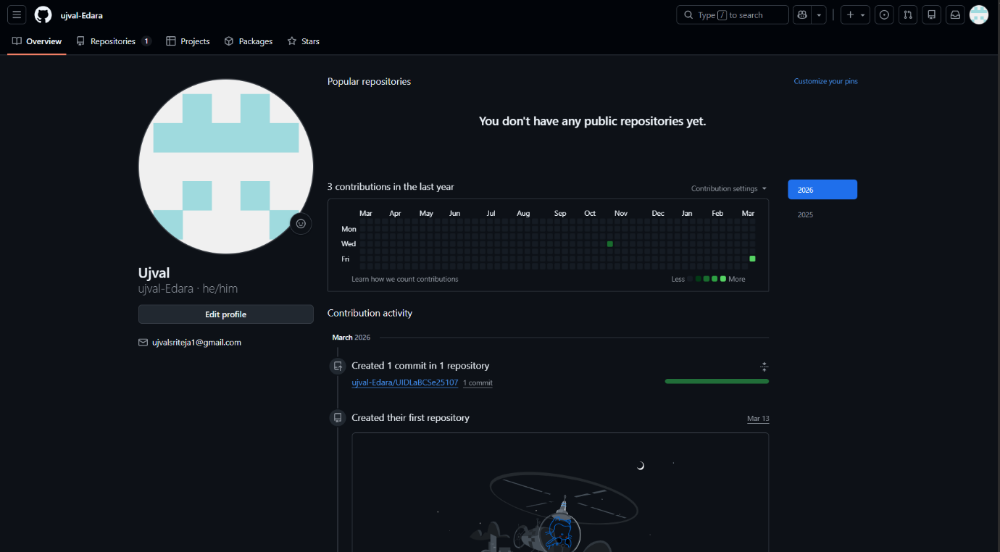 ujval-Edara
Type / to search
Overview
Repositories 1
Projects
Packages
Stars
Ujval
ujval-Edara · he/him
Edit profile
ujvalsriteja1@gmail.com
Popular repositories
Customize your pins
You don't have any public repositories yet.
3 contributions in the last year
Contribution settings
2026
2025
Mar Apr May Jun Jul Aug Sep Oct Nov Dec Jan Feb Mar
Mon
Wed
Fri
Learn how we count contributions
Less
More
Contribution activity
March 2026
Created 1 commit in 1 repository
ujval-Edara/UIDLaBCSe25107 1 commit
Created their first repository
Mar 13